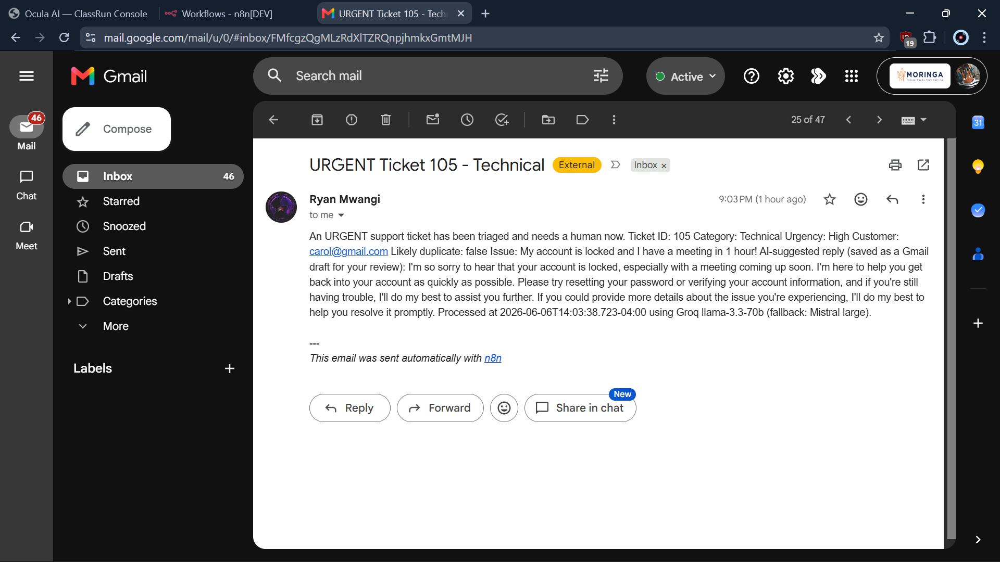 Ocula AI — ClassRun Console
Workflows - n8n[DEV]
URGENT Ticket 105 - Tech
mail.google.com/mail/u/0/#inbox/FMfcgzQgMLzRdXlTZRQnpjhmkxGmtMJH
19
Gmail
Search mail
Active
MORINGA
46
Mail
Compose
25 of 47
31
Chat
Meet
Inbox 46
Starred
Snoozed
Sent
Drafts
Categories
More
Labels
URGENT Ticket 105 - Technical External Inbox ×
Ryan Mwangi
9:03 PM (1 hour ago)
to me
An URGENT support ticket has been triaged and needs a human now. Ticket ID: 105 Category: Technical Urgency: High Customer:
carol@gmail.com Likely duplicate: false Issue: My account is locked and I have a meeting in 1 hour! AI-suggested reply (saved as a Gmail
draft for your review): I'm so sorry to hear that your account is locked, especially with a meeting coming up soon. I'm here to help you get
back into your account as quickly as possible. Please try resetting your password or verifying your account information, and if you're still
having trouble, I'll do my best to assist you further. If you could provide more details about the issue you're experiencing, I'll do my best to
help you resolve it promptly. Processed at 2026-06-06T14:03:38.723-04:00 using Groq llama-3.3-70b (fallback: Mistral large).
---
This email was sent automatically with n8n
Reply
Forward
Share in chat
New